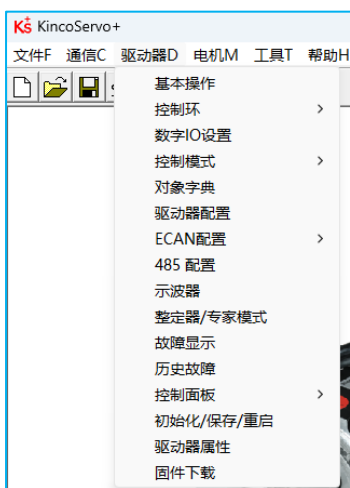 KincoServo+
文件F 通信C 驱动器D 电机M 工具T 帮助H
基本操作
控制环
数字IO设置
控制模式
对象字典
驱动器配置
ECAN配置
485 配置
示波器
整定器/专家模式
故障显示
历史故障
控制面板
初始化/保存/重启
驱动器属性
固件下载